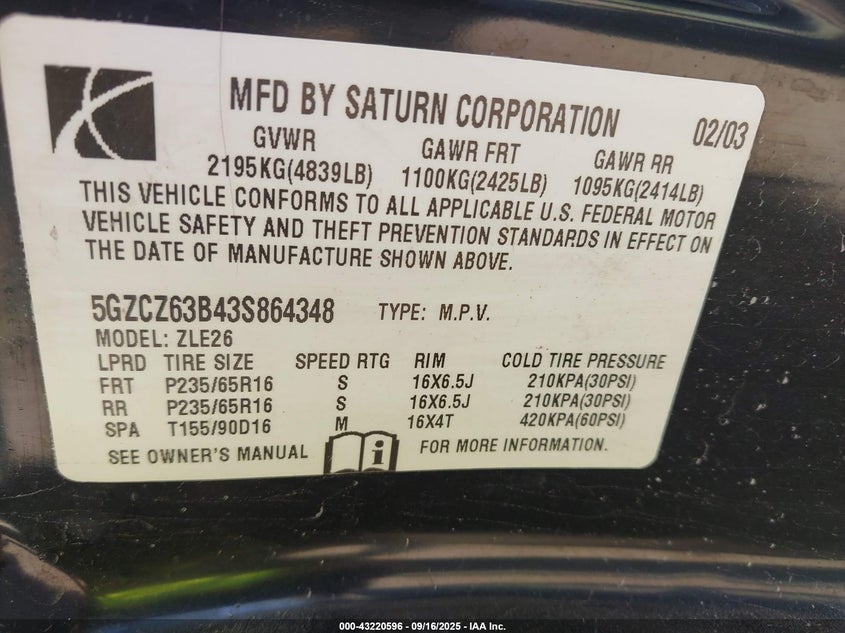 MFD BY SATURN CORPORATION 02/03
GVWR GAWR FRT GAWR RR
2195KG(4839LB) 1100KG(2425LB) 1095KG(2414LB)
THIS VEHICLE CONFORMS TO ALL APPLICABLE U.S. FEDERAL MOTOR
VEHICLE SAFETY AND THEFT PREVENTION STANDARDS IN EFFECT ON
THE DATE OF MANUFACTURE SHOWN ABOVE.
5GZCZ63B43S864348 TYPE: M.P.V.
MODEL: ZLE26
LPRD TIRE SIZE SPEED RTG RIM COLD TIRE PRESSURE
FRT P235/65R16 S 16X6.5J 210KPA(30PSI)
RR P235/65R16 S 16X6.5J 210KPA(30PSI)
SPA T155/90D16 M 16X4T 420KPA(60PSI)
SEE OWNER'S MANUAL i FOR MORE INFORMATION.
000-43220596 - 09/16/2025 - IAA Inc.